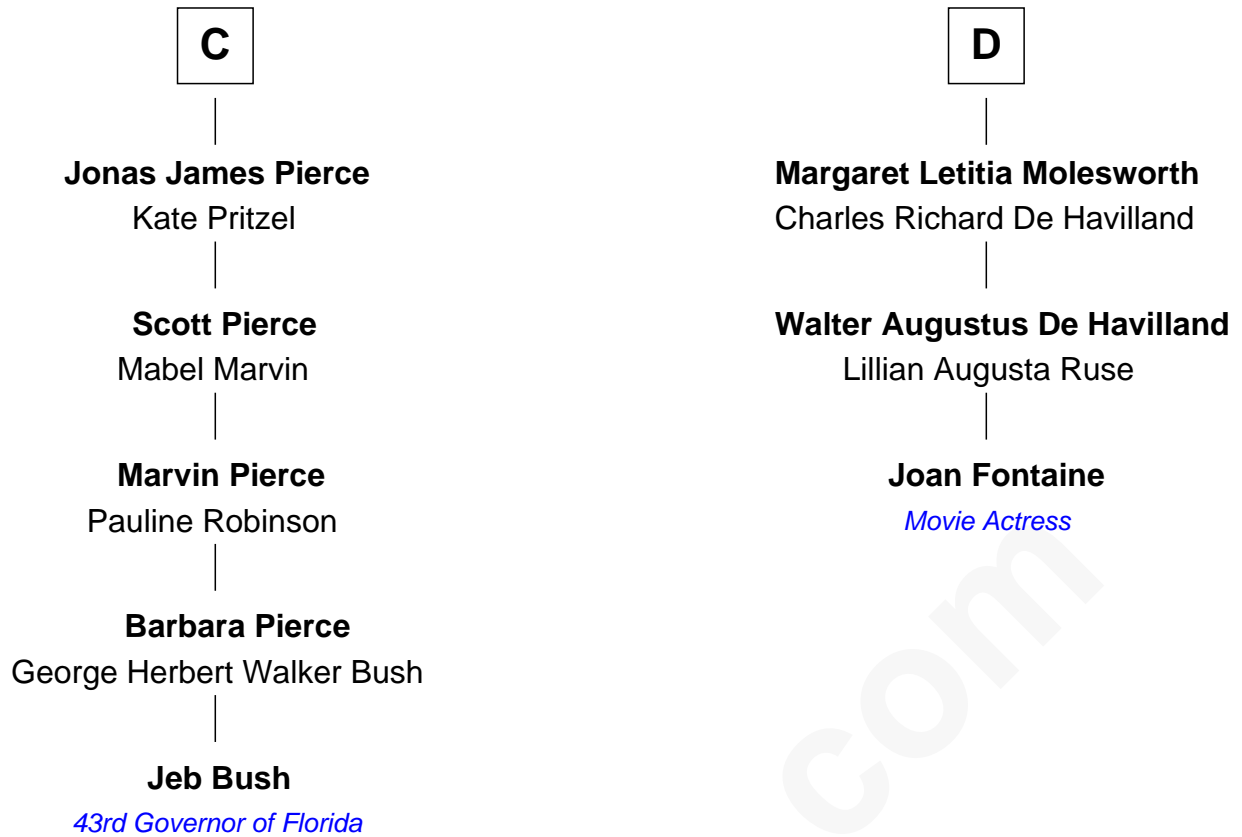 C
Jonas James Pierce
Kate Pritzel
Scott Pierce
Mabel Marvin
Marvin Pierce
Pauline Robinson
Barbara Pierce
George Herbert Walker Bush
Jeb Bush
43rd Governor of Florida
D
Margaret Letitia Molesworth
Charles Richard De Havilland
Walter Augustus De Havilland
Lillian Augusta Ruse
Joan Fontaine
Movie Actress
com